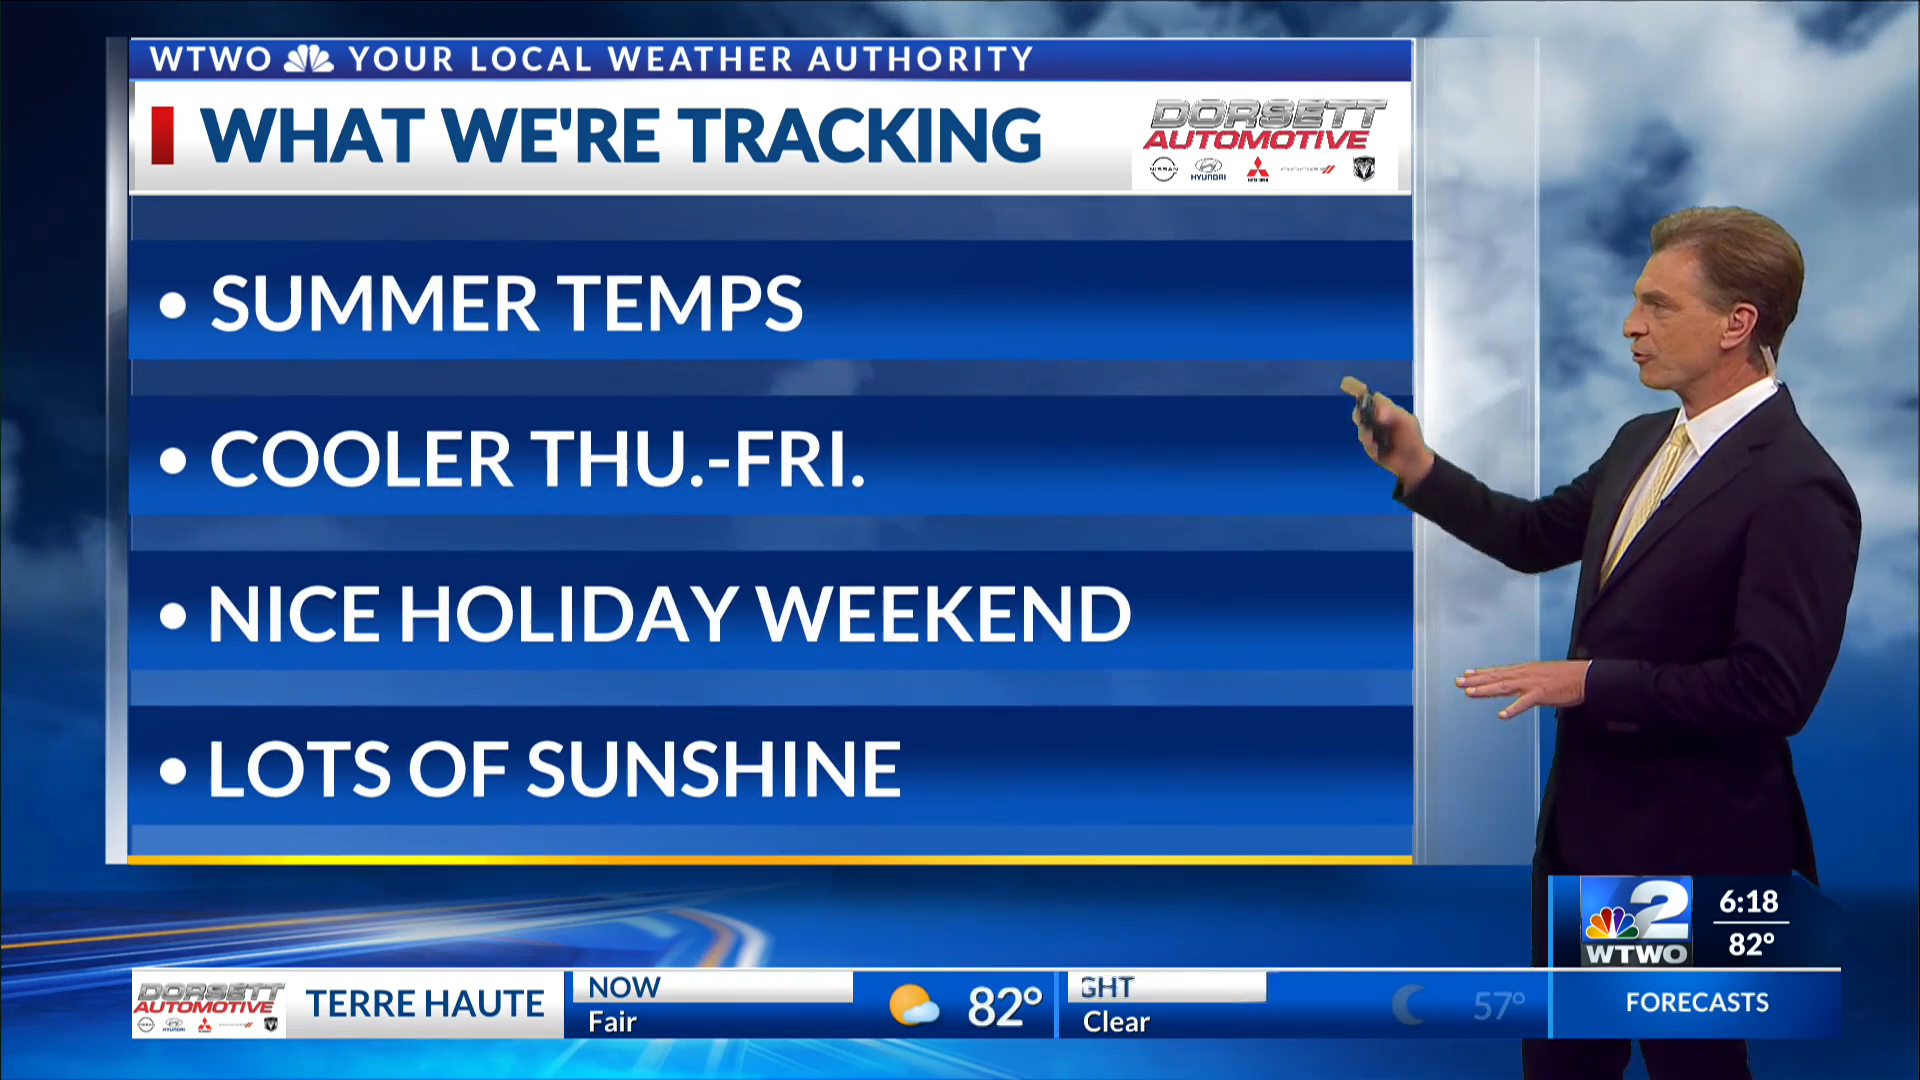 WTWO YOUR LOCAL WEATHER AUTHORITY
WHAT WE'RE TRACKING
DORSETT
AUTOMOTIVE
NISSAN HYUNDAI
• SUMMER TEMPS
• COOLER THU.-FRI.
• NICE HOLIDAY WEEKEND
• LOTS OF SUNSHINE
2
WTWO
6:18
82°
DORSETT
AUTOMOTIVE
TERRE HAUTE
NOW
Fair
82°
GHT
Clear
57°
FORECASTS